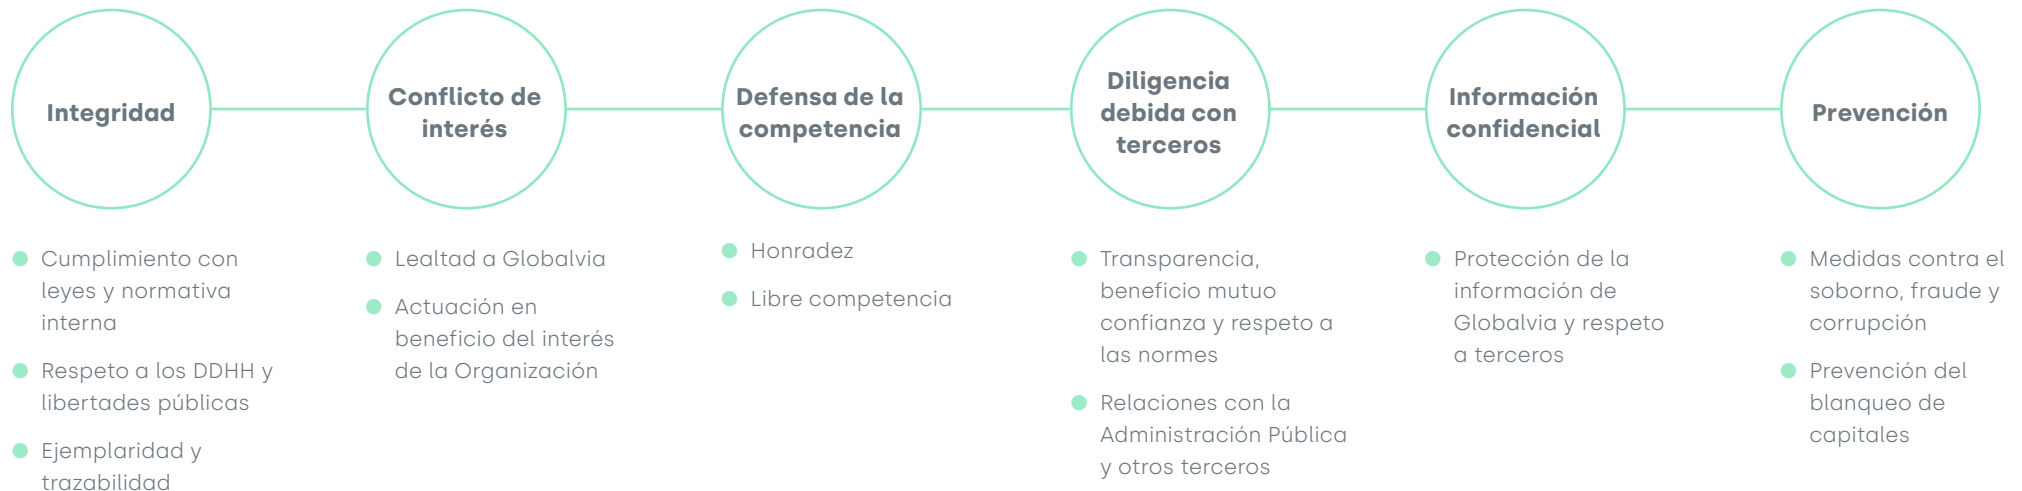 Integridad
Cumplimiento con
leyes y normativa
interna
Respeto a los DDHH y
libertades públicas
Ejemplaridad y
trazabilidad
Conflicto de
interés
Lealtad a Globalvia
Actuación en
beneficio del interés
de la Organización
Defensa de la
competencia
Honradez
Libre competencia
Diligencia
debida con
terceros
Transparencia,
beneficio mutuo
confianza y respeto a
las normes
Relaciones con la
Administración Pública
y otros terceros
Información
confidencial
Protección de la
información de
Globalvia y respeto
a terceros
Prevención
Medidas contra el
soborno, fraude y
corrupción
Prevención del
blanqueo de
capitales